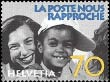 LA POSTE NOUS
RAPPROCHE
HELVETIA 70